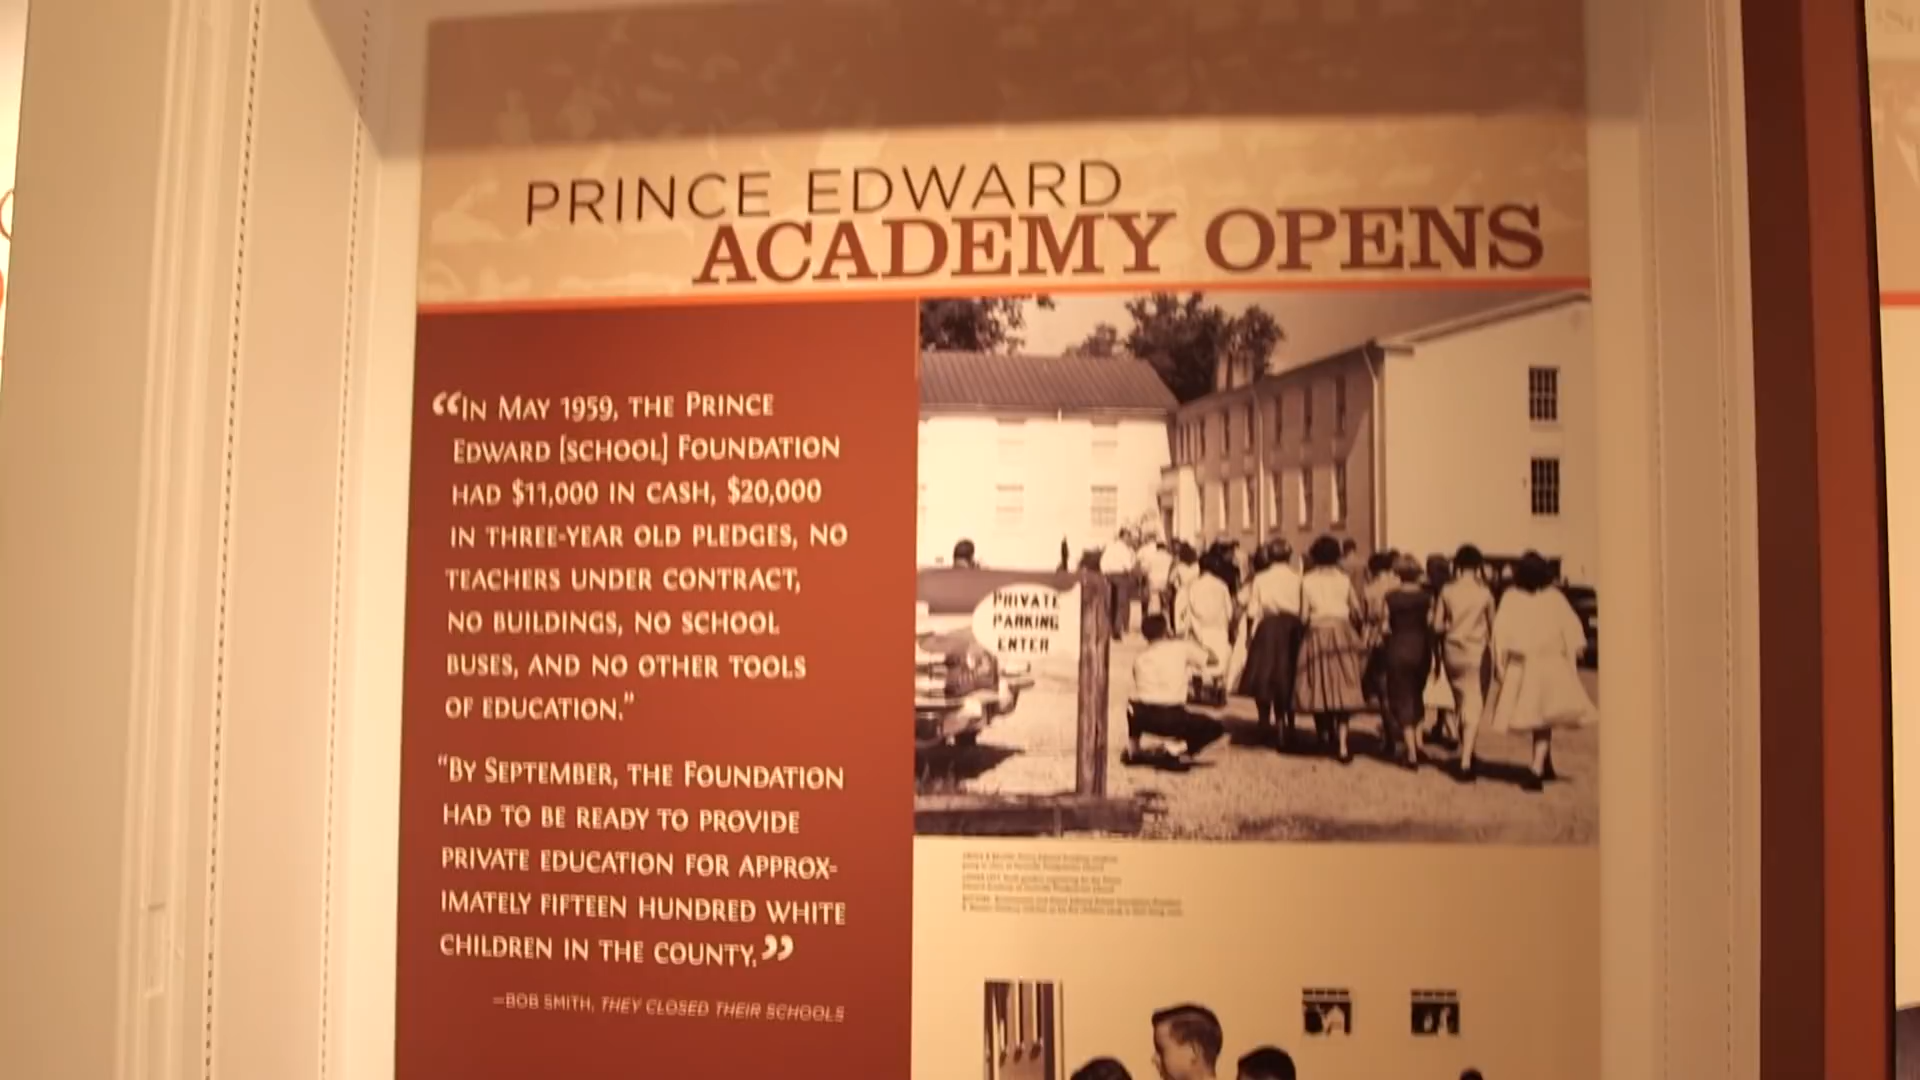 PRINCE EDWARD
ACADEMY OPENS
“IN MAY 1959, THE PRINCE
EDWARD [SCHOOL] FOUNDATION
HAD $11,000 IN CASH, $20,000
IN THREE-YEAR OLD PLEDGES, NO
TEACHERS UNDER CONTRACT,
NO BUILDINGS, NO SCHOOL
BUSES, AND NO OTHER TOOLS
OF EDUCATION.”
“BY SEPTEMBER, THE FOUNDATION
HAD TO BE READY TO PROVIDE
PRIVATE EDUCATION FOR APPROX-
IMATELY FIFTEEN HUNDRED WHITE
CHILDREN IN THE COUNTY.”
—BOB SMITH, THEY CLOSED THEIR SCHOOLS
PRIVATE
PARKING
ENTER